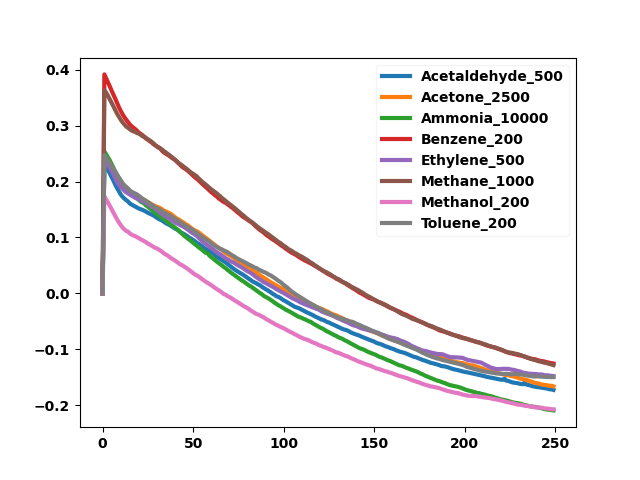 0.4
0.3
0.2
0.1
0.0
−0.1
−0.2
0 50 100 150 200 250
Acetaldehyde_500
Acetone_2500
Ammonia_10000
Benzene_200
Ethylene_500
Methane_1000
Methanol_200
Toluene_200